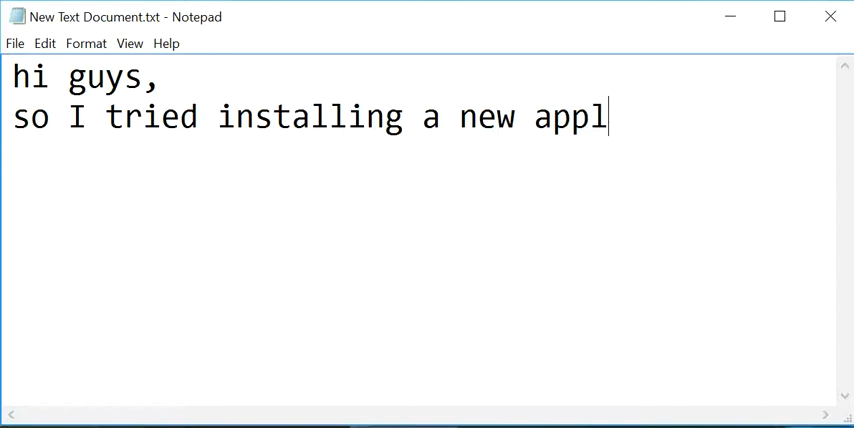 New Text Document.txt - Notepad
File Edit Format View Help
hi guys,
so I tried installing a new appl